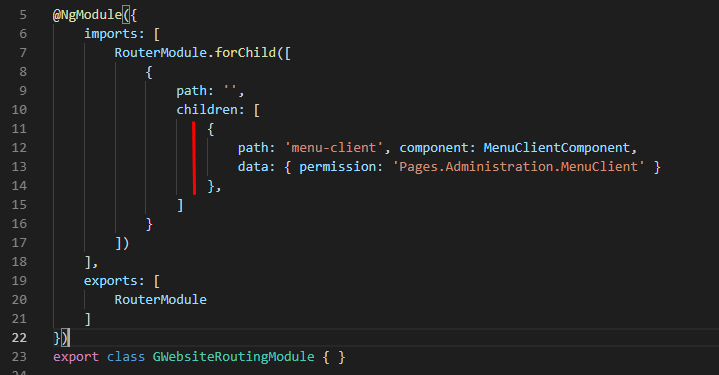 5 @NgModule({
6     imports: [
7         RouterModule.forChild([
8             {
9                 path: '',
10                 children: [
11                     {
12                         path: 'menu-client', component: MenuClientComponent,
13                         data: { permission: 'Pages.Administration.MenuClient' }
14                     },
15                 ]
16             }
17         ])
18     ],
19     exports: [
20         RouterModule
21     ]
22 })
23 export class GWebsiteRoutingModule { }
24